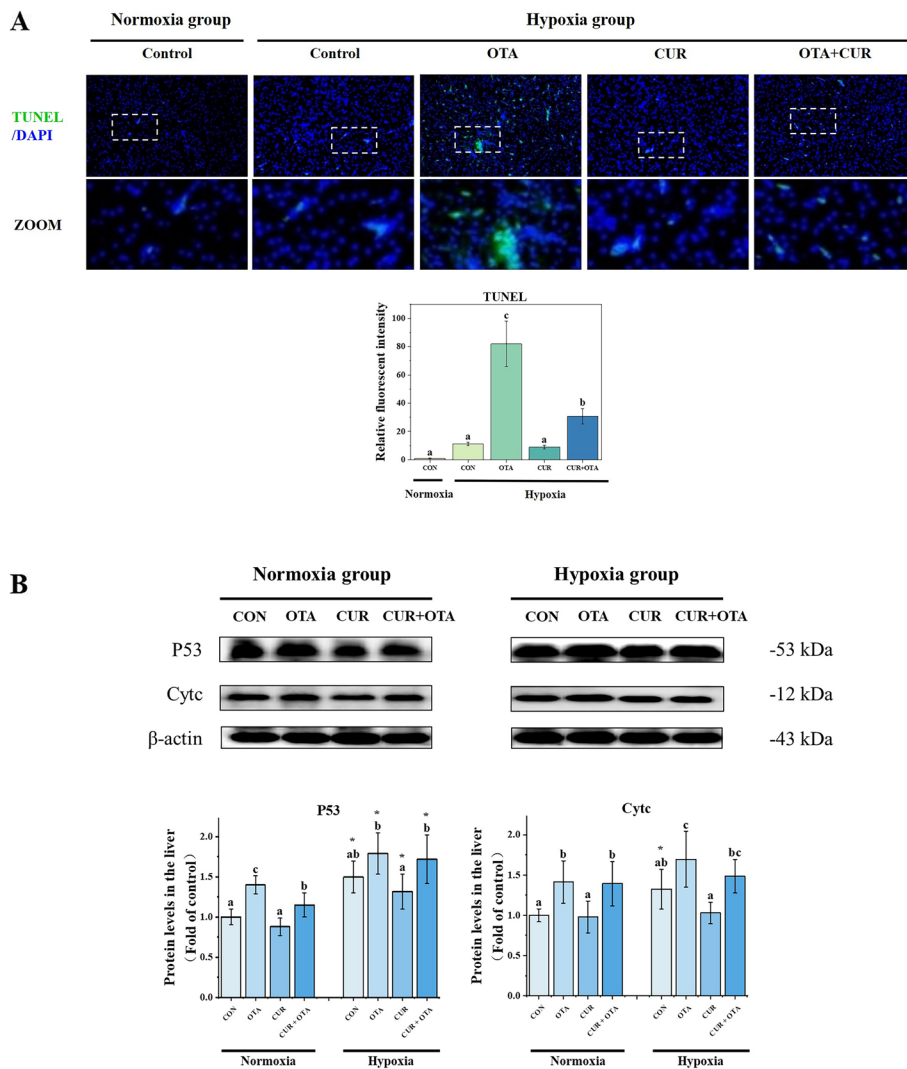 A
Normoxia group Hypoxia group
Control Control OTA CUR OTA+CUR
TUNEL
/DAPI
ZOOM
TUNEL
Relative fluorescent intensity
100
80
60
40
20
0
a a c a b
CON CON OTA CUR CUR+OTA
Normoxia Hypoxia
B
Normoxia group Hypoxia group
CON OTA CUR CUR+OTA CON OTA CUR CUR+OTA
P53 -53 kDa
Cytc -12 kDa
β-actin -43 kDa
P53
Protein levels in the liver
(Fold of control)
2.0
1.5
1.0
0.5
0.0
* * * *
a c a b ab b a b
CON OTA CUR CUR+OTA CON OTA CUR CUR+OTA
Normoxia Hypoxia
Cytc
Protein levels in the liver
(Fold of control)
2.0
1.5
1.0
0.5
0.0
*
a b a b ab c a bc
CON OTA CUR CUR+OTA CON OTA CUR CUR+OTA
Normoxia Hypoxia